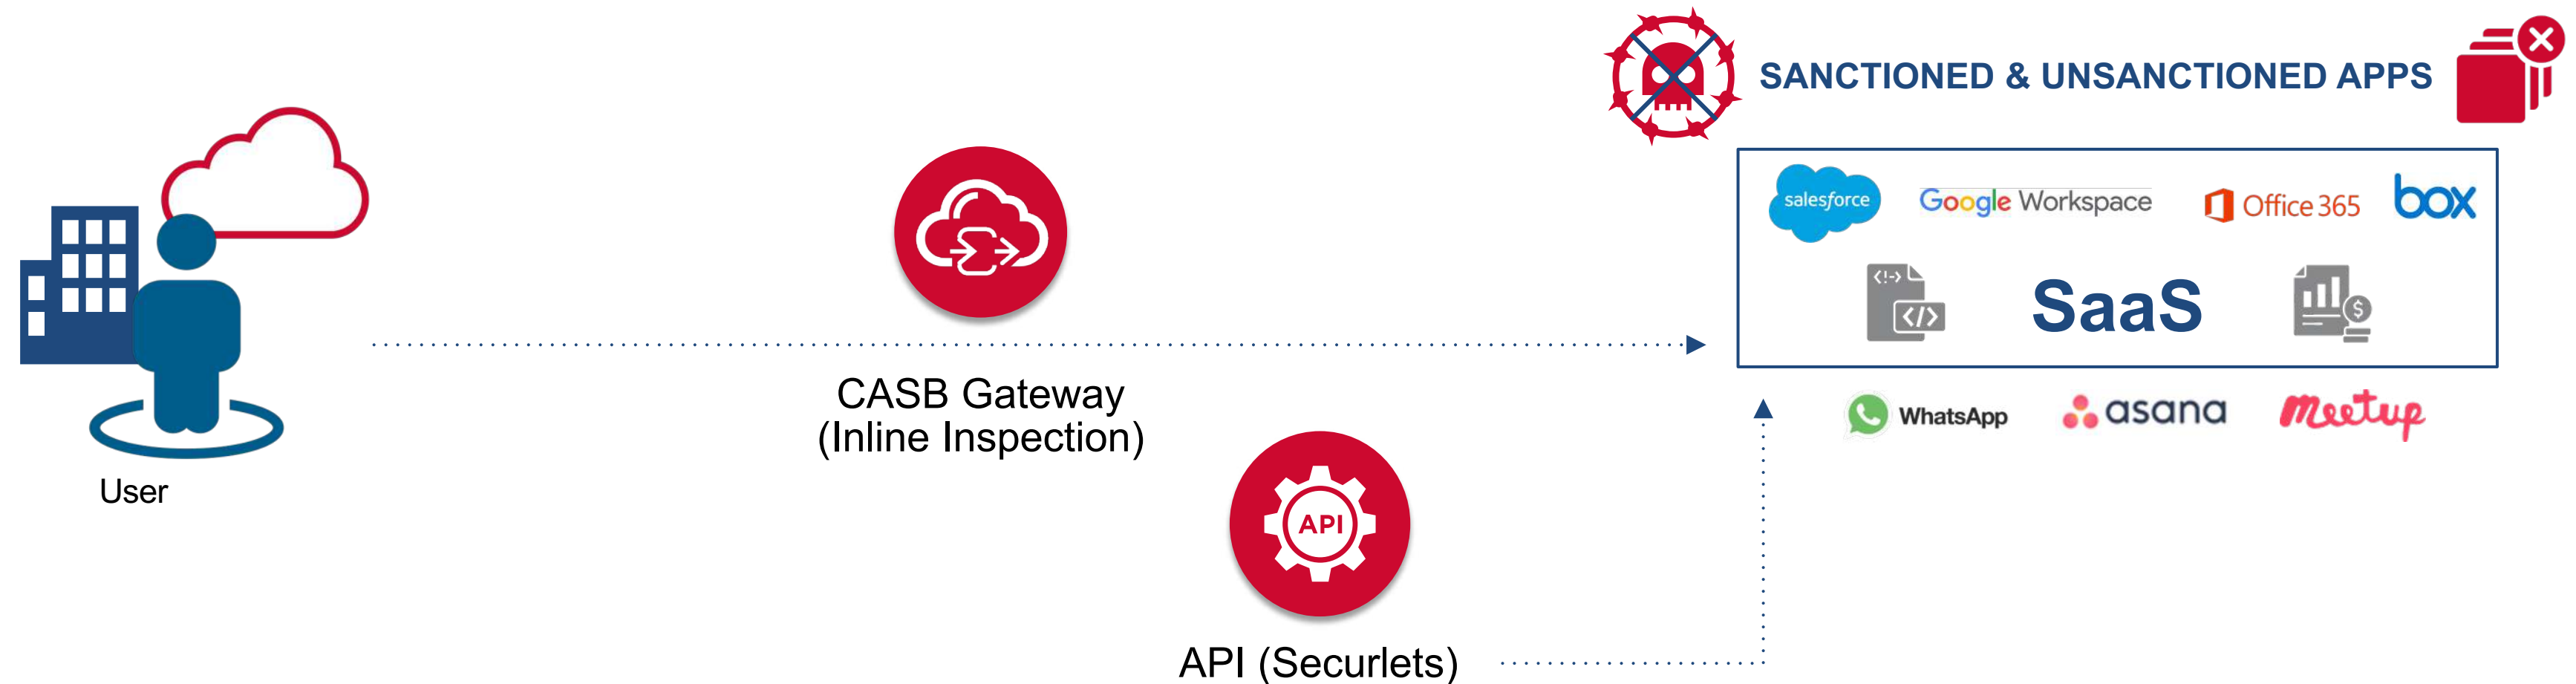 SANCTIONED & UNSANCTIONED APPS
salesforce
Google Workspace
Office 365
box
<!-->
</>
SaaS
$
CASB Gateway
(Inline Inspection)
WhatsApp
asana
Meetup
User
API
API (Securlets)